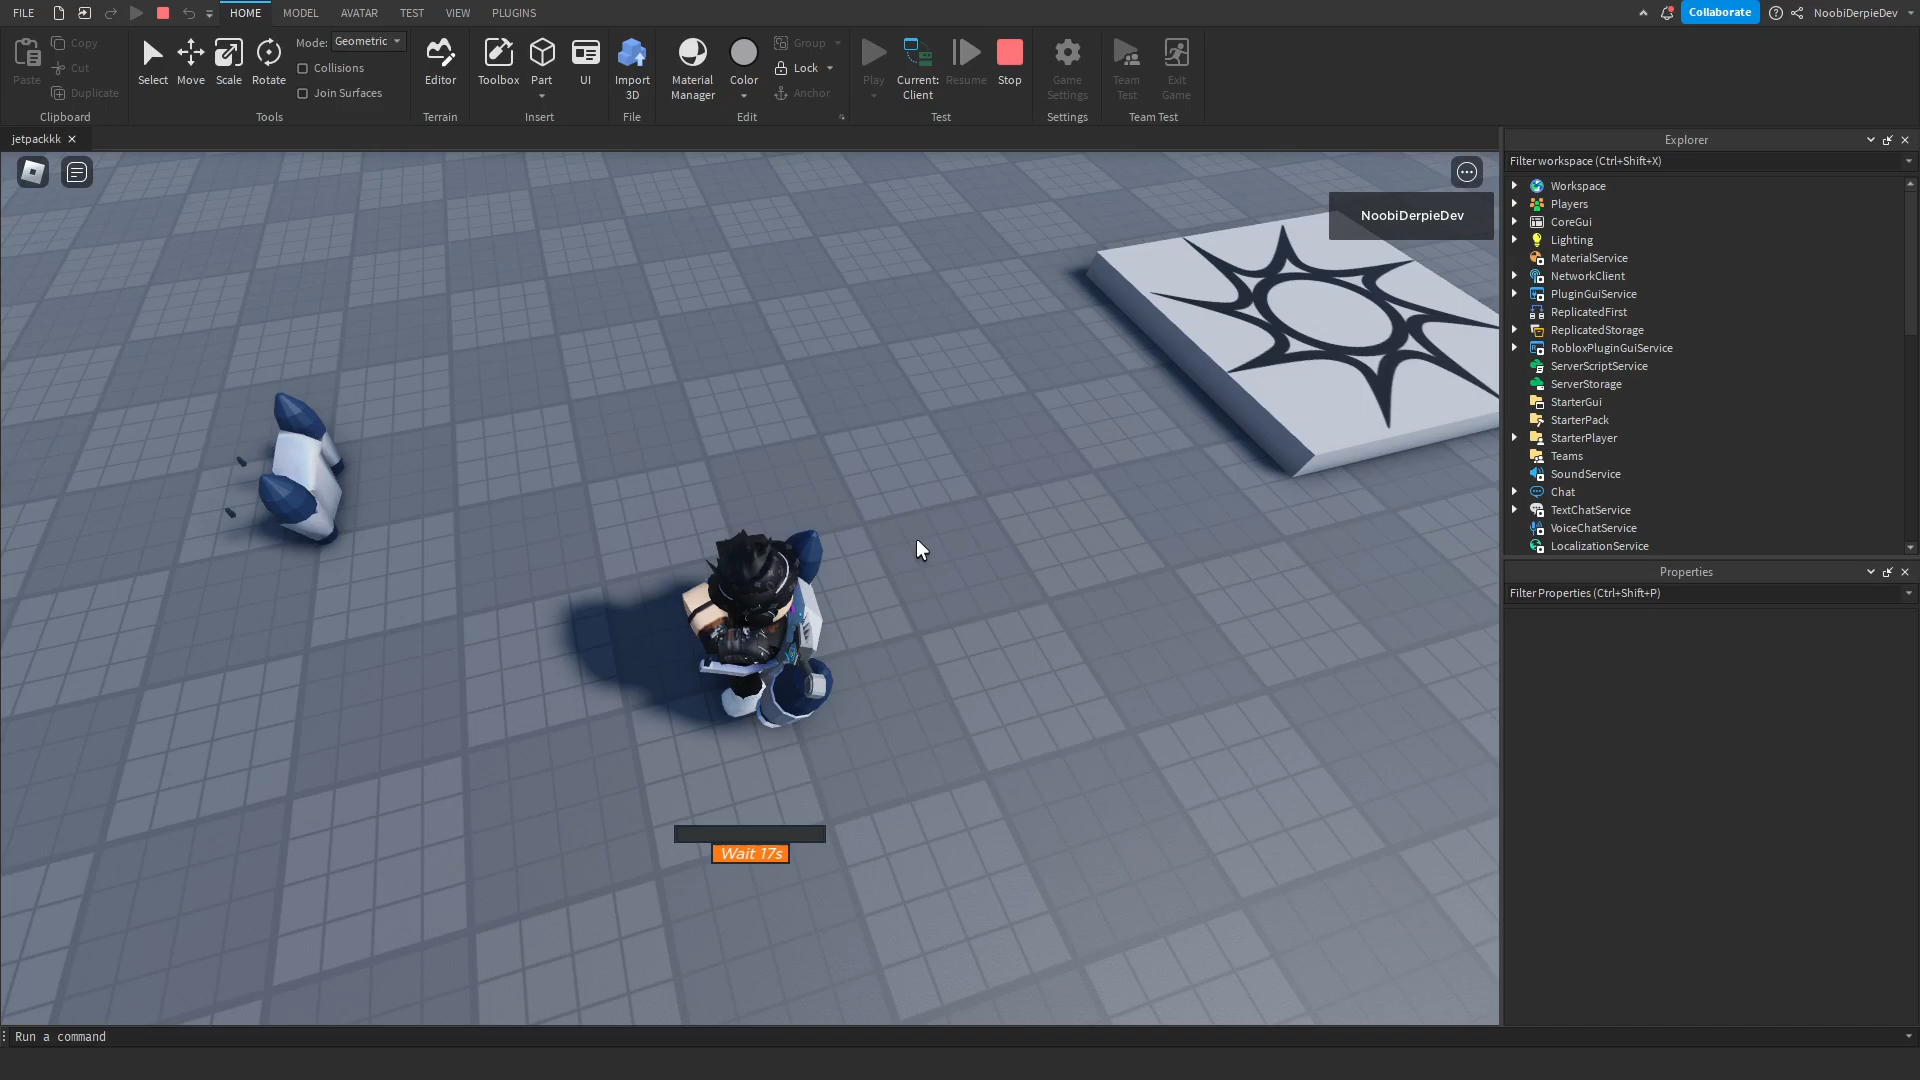 FILE HOME MODEL AVATAR TEST VIEW PLUGINS Collaborate NoobiDerpieDev
Paste Copy Cut Duplicate
Clipboard
Select Move Scale Rotate Mode: Geometric
Collisions
Join Surfaces
Tools
Editor
Terrain
Toolbox Part UI
Insert
Import
3D
File
Material
Manager
Color
Group
Lock
Anchor
Edit
Play
Current:
Client
Resume Stop
Test
Game
Settings
Settings
Team
Test
Exit
Game
Team Test
jetpackkk
NoobiDerpieDev
Wait 17s
Explorer
Filter workspace (Ctrl+Shift+X)
Workspace
Players
CoreGui
Lighting
MaterialService
NetworkClient
PluginGuiService
ReplicatedFirst
ReplicatedStorage
RobloxPluginGuiService
ServerScriptService
ServerStorage
StarterGui
StarterPack
StarterPlayer
Teams
SoundService
Chat
TextChatService
VoiceChatService
LocalizationService
Properties
Filter Properties (Ctrl+Shift+P)
Run a command